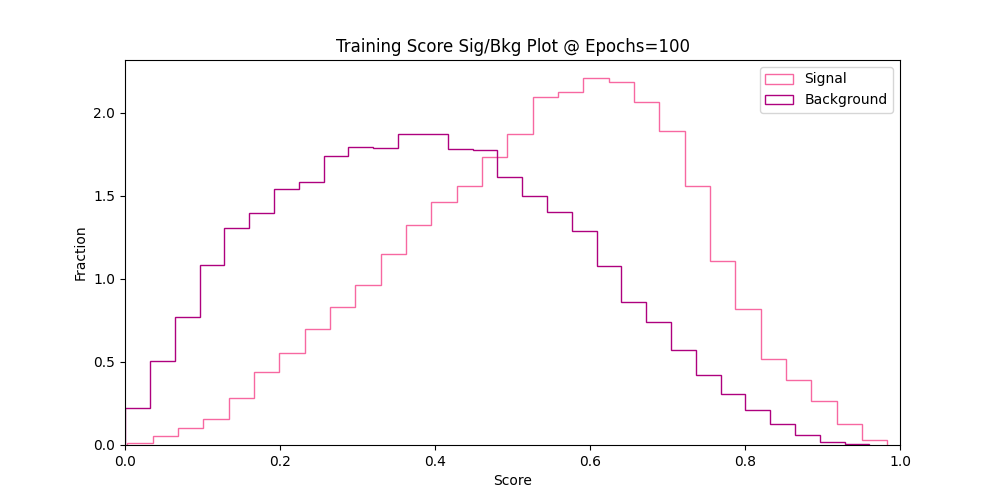 Training Score Sig/Bkg Plot @ Epochs=100
Signal
Background
2.0
1.5
1.0
0.5
0.0
Fraction
0.0 0.2 0.4 0.6 0.8 1.0
Score